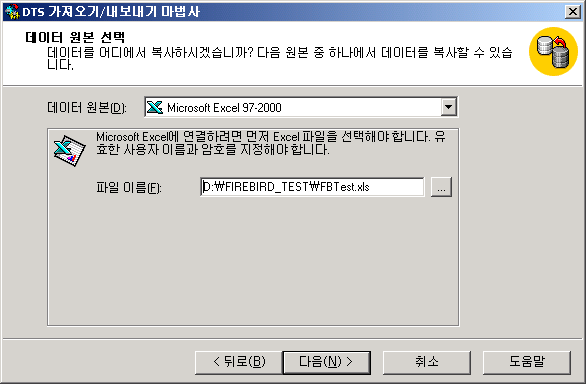 DTS 가져오기/내보내기 마법사
데이터 원본 선택
데이터를 어디에서 복사하시겠습니까? 다음 원본 중 하나에서 데이터를 복사할 수 있습
니다.
데이터 원본(D): Microsoft Excel 97-2000
Microsoft Excel에 연결하려면 먼저 Excel 파일을 선택해야 합니다. 유
효한 사용자 이름과 암호를 지정해야 합니다.
파일 이름(F): D:₩FIREBIRD_TEST₩FBTest.xls ...
< 뒤로(B) 다음(N) > 취소 도움말